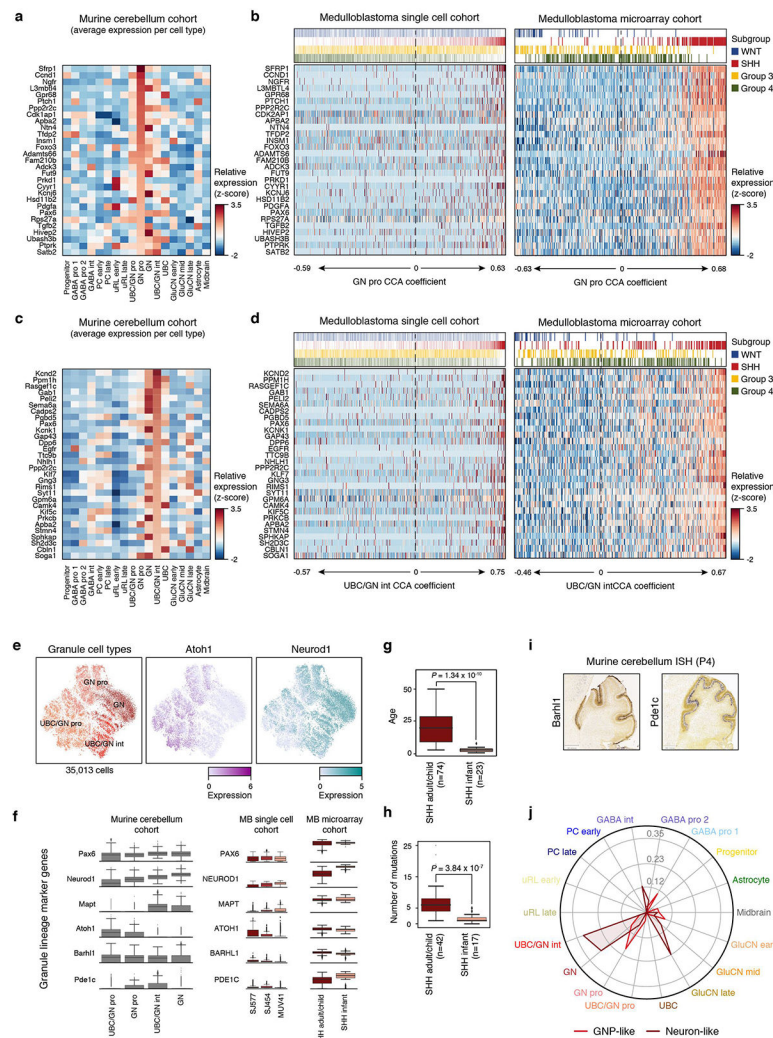 a
Murine cerebellum cohort
(average expression per cell type)
Sfrp1
Ccnd1
Ngfr
L3mbtl4
Gpr68
Ptch1
Ppp2r2c
Cdk1ap1
Apba2
Ntn4
Tfdp2
Insm1
Foxo3
Adamts66
Fam210b
Adck3
Fut9
Prkd1
Cyyr1
Kcnj6
Hsd11b2
Pdgfa
Pax6
Rps27a
Tgfb2
Hivep2
Ubash3b
Ptprk
Satb2
Progenitor
GABA pro 1
GABA pro 2
GABA int
PC early
PC late
uRL early
uRL late
UBC/GN pro
GN pro
GN
UBC/GN int
UBC
GluCN early
GluCN mid
GluCN late
Astrocyte
Midbrain
Relative
expression
(z-score)
3.5
-2
b
Medulloblastoma single cell cohort
Medulloblastoma microarray cohort
Subgroup
WNT
SHH
Group 3
Group 4
SFRP1
CCND1
NGFR
L3MBTL4
GPR68
PTCH1
PPP2R2C
CDK2AP1
APBA2
NTN4
TFDP2
INSM1
FOXO3
ADAMTS6
FAM210B
ADCK3
FUT9
PRKD1
CYYR1
KCNJ6
HSD11B2
PDGFA
PAX6
RPS27A
TGFB2
HIVEP2
UBASH3B
PTPRK
SATB2
Relative
expression
(z-score)
3.5
-2
-0.59 0 0.63
GN pro CCA coefficient
-0.63 0 0.68
GN pro CCA coefficient
c
Murine cerebellum cohort
(average expression per cell type)
Kcnd2
Ppm1h
Rasgef1c
Gab1
Peli2
Sema6a
Cadps2
Pgbd5
Pax6
Kcnk1
Gap43
Dpp6
Egfr
Ttc9b
Nhlh1
Ppp2r2c
Klf7
Gng3
Rims1
Syt11
Gpm6a
Camk4
Kif5c
Prkcb
Apba2
Stmn4
Sphkap
Sh2d3c
Cbln1
Soga1
Progenitor
GABA pro 1
GABA pro 2
GABA int
PC early
PC late
uRL early
uRL late
UBC/GN pro
GN pro
GN
UBC/GN int
UBC
GluCN early
GluCN mid
GluCN late
Astrocyte
Midbrain
Relative
expression
(z-score)
3.5
-2
d
Medulloblastoma single cell cohort
Medulloblastoma microarray cohort
Subgroup
WNT
SHH
Group 3
Group 4
KCND2
PPM1H
RASGEF1C
GAB1
PELI2
SEMA6A
CADPS2
PGBD5
PAX6
KCNK1
GAP43
DPP6
EGFR
TTC9B
NHLH1
PPP2R2C
KLF7
GNG3
RIMS1
SYT11
GPM6A
CAMK4
KIF5C
PRKCB
APBA2
STMN4
SPHKAP
SH2D3C
CBLN1
SOGA1
Relative
expression
(z-score)
3.5
-2
-0.57 0 0.75
UBC/GN int CCA coefficient
-0.46 0 0.67
UBC/GN intCCA coefficient
e
Granule cell types
GN pro
GN
UBC/GN pro
UBC/GN int
35,013 cells
Atoh1
0 6
Expression
Neurod1
0 5
Expression
f
Granule lineage marker genes
Murine cerebellum
cohort
Pax6
Neurod1
Mapt
Atoh1
Barhl1
Pde1c
UBC/GN pro
GN pro
UBC/GN int
GN
MB single cell
cohort
PAX6
NEUROD1
MAPT
ATOH1
BARHL1
PDE1C
SJ577
SJ454
MUV41
MB microarray
cohort
SHH adult/child
SHH infant
g
P = 1.34 x 10-10
Age
50
25
0
SHH adult/child
(n=74)
SHH infant
(n=23)
h
P = 3.84 x 10-7
Number of mutations
25
20
15
10
5
0
SHH adult/child
(n=42)
SHH infant
(n=17)
i
Murine cerebellum ISH (P4)
Barhl1
Pde1c
j
GABA int
GABA pro 2
GABA pro 1
Progenitor
Astrocyte
Midbrain
GluCN ear
GluCN mid
GluCN late
UBC
UBC/GN pro
GN pro
GN
UBC/GN int
uRL late
uRL early
PC late
PC early
0.35
0.23
0.12
GNP-like
Neuron-like